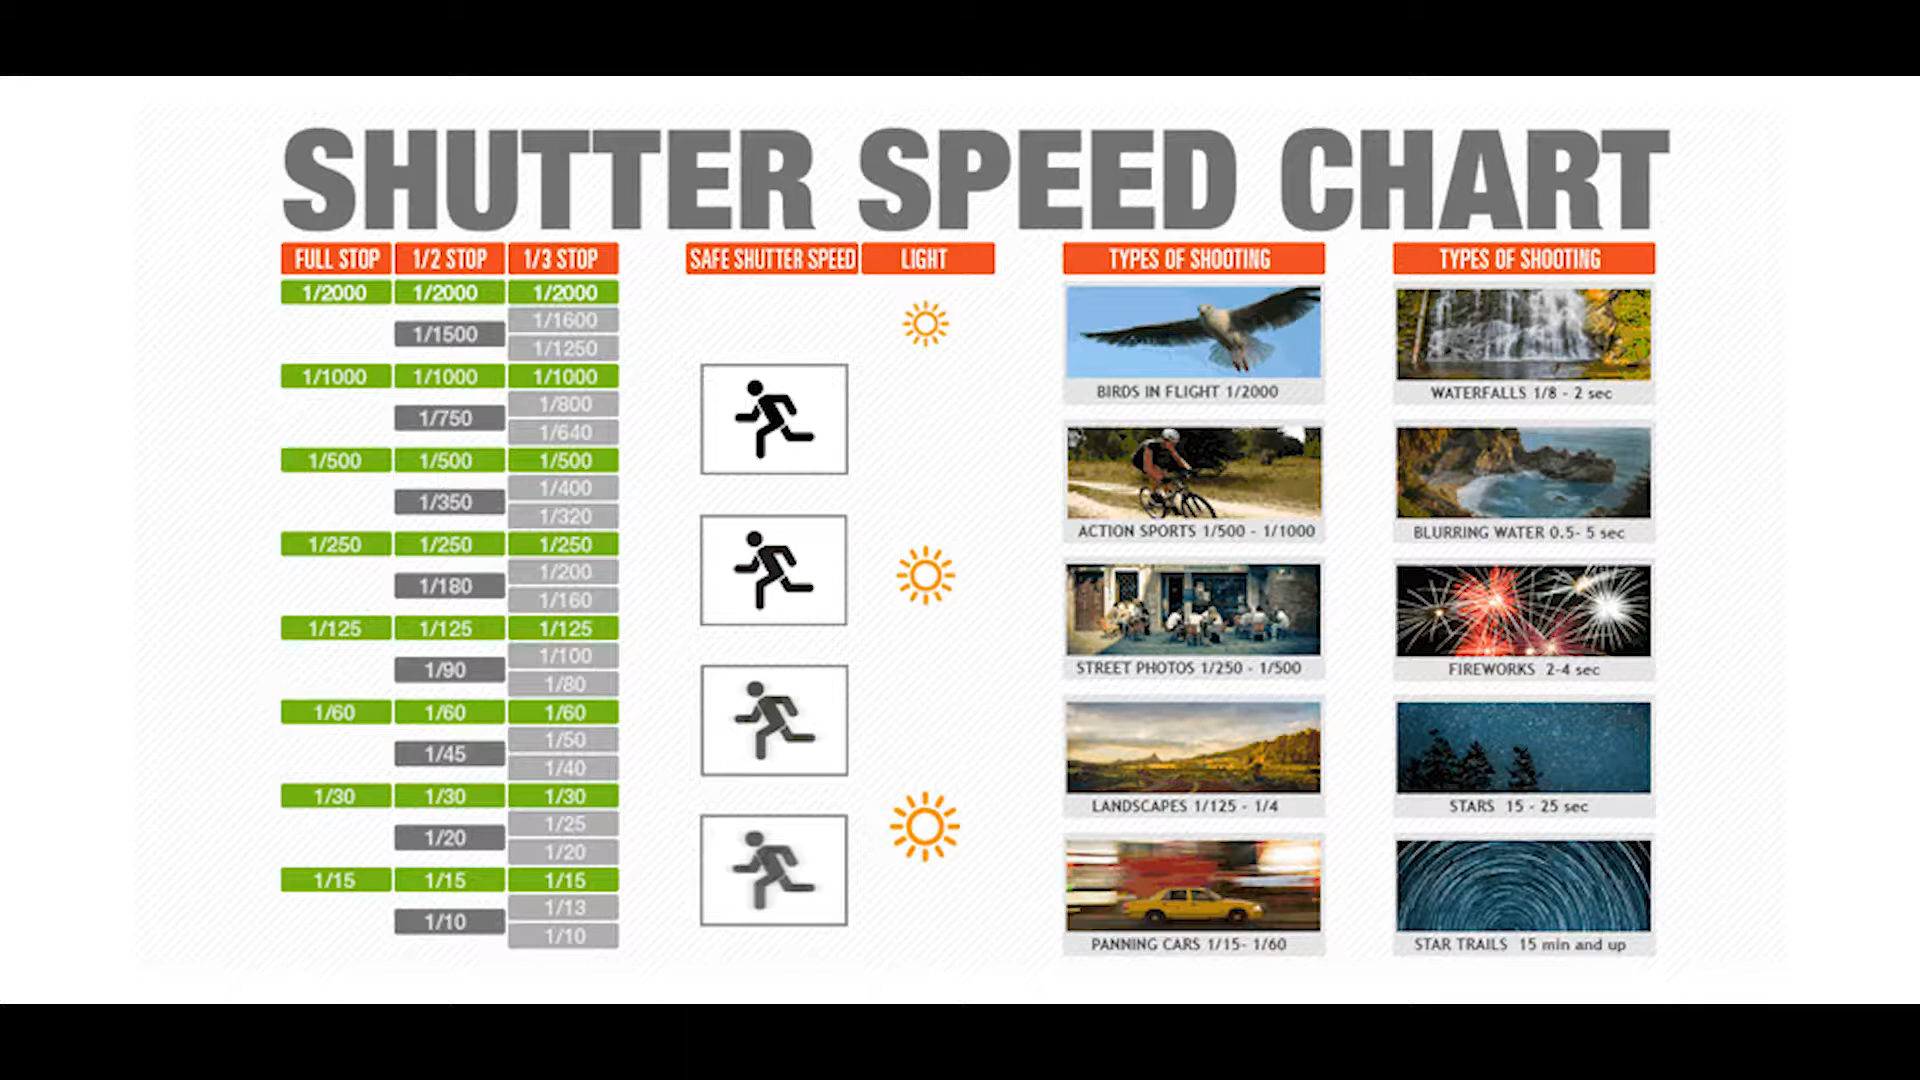 SHUTTER SPEED CHART
FULL STOP 1/2 STOP 1/3 STOP SAFE SHUTTER SPEED LIGHT TYPES OF SHOOTING TYPES OF SHOOTING
1/2000 1/2000 1/2000
1/1600
1/1500
1/1250
1/1000 1/1000 1/1000
BIRDS IN FLIGHT 1/2000 WATERFALLS 1/8 - 2 sec
1/800
1/750
1/640
1/500 1/500 1/500
1/400
1/350
1/320
ACTION SPORTS 1/500 - 1/1000 BLURRING WATER 0.5- 5 sec
1/250 1/250 1/250
1/200
1/180
1/160
1/125 1/125 1/125
1/100
1/90
STREET PHOTOS 1/250 - 1/500 FIREWORKS 2-4 sec
1/80
1/60 1/60 1/60
1/50
1/45
1/40
1/30 1/30 1/30
LANDSCAPES 1/125 - 1/4 STARS 15 - 25 sec
1/25
1/20
1/20
1/15 1/15 1/15
1/13
1/10
1/10
PANNING CARS 1/15- 1/60 STAR TRAILS 15 min and up